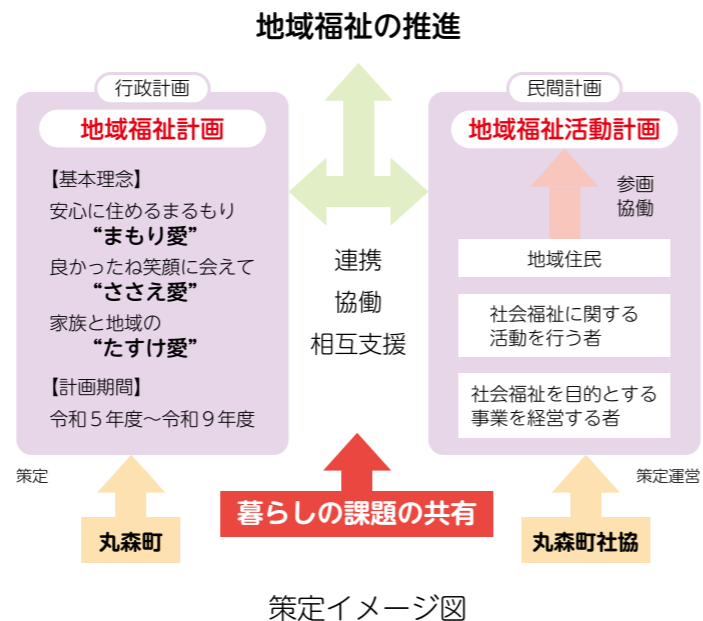 地域福祉の推進
行政計画
地域福祉計画
【基本理念】
安心に住めるまるもり
“まもり愛”
良かったね笑顔に会えて
“ささえ愛”
家族と地域の
“たすけ愛”
【計画期間】
令和５年度～令和９年度
策定
丸森町
連携
協働
相互支援
暮らしの課題の共有
民間計画
地域福祉活動計画
参画
協働
地域住民
社会福祉に関する
活動を行う者
社会福祉を目的とする
事業を経営する者
策定運営
丸森町社協
策定イメージ図